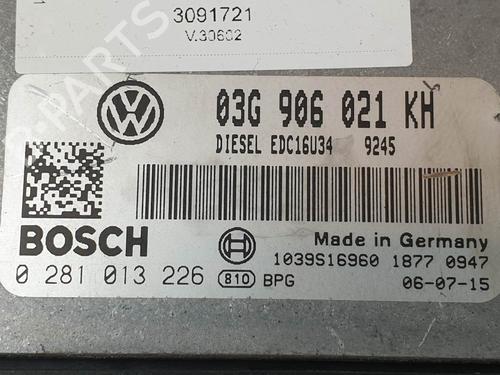 3091721
V.30602
03G 906 021 KH
DIESEL EDC16U34 9245
BOSCH
Made in Germany
0 281 013 226 810 BPG
1039S16960 1877 0947
06-07-15